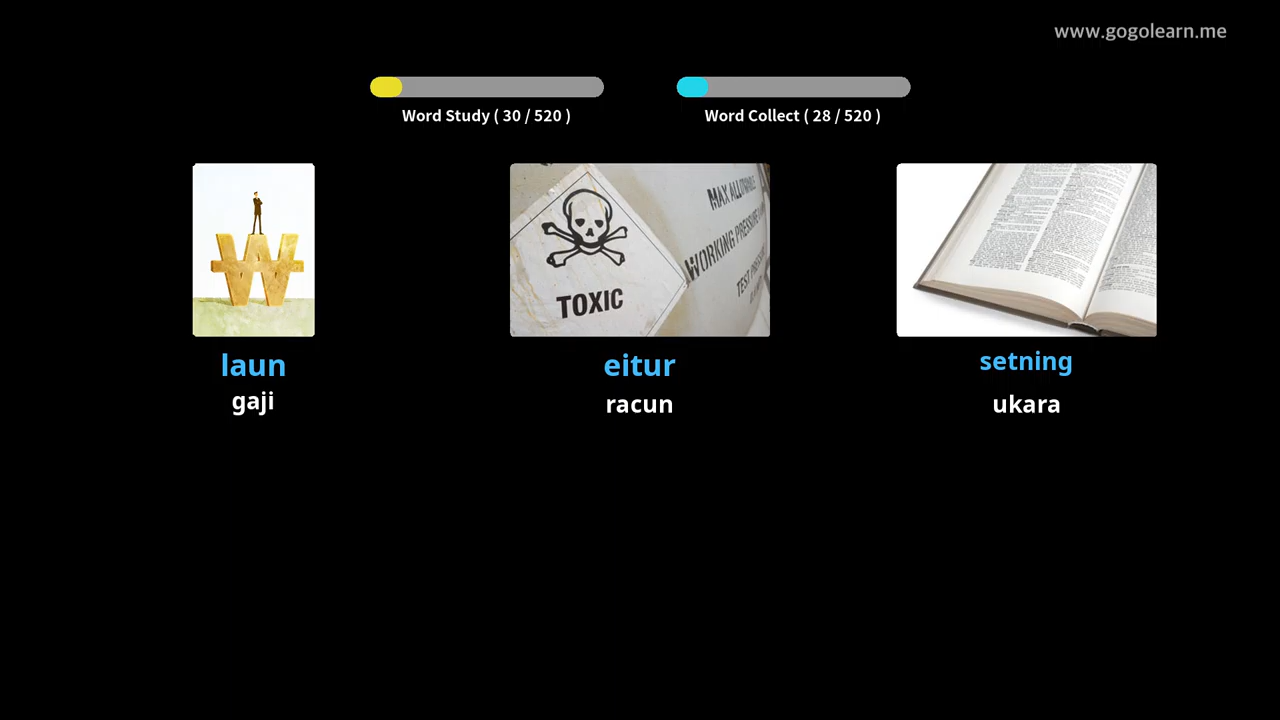 www.gogolearn.me
Word Study ( 30 / 520 )
Word Collect ( 28 / 520 )
TOXIC
MAX ALLOWABLE
WORKING PRESSURE
laun
eitur
setning
gaji
racun
ukara